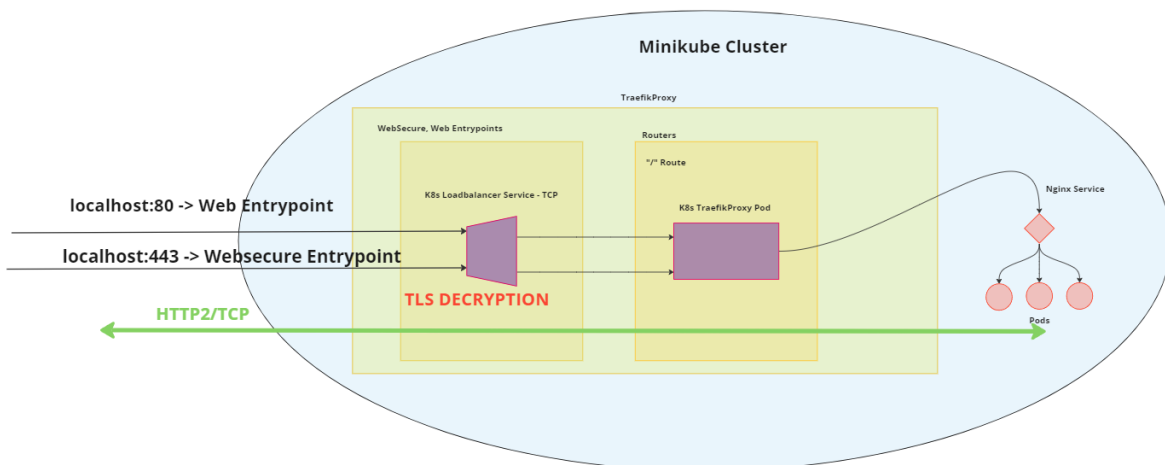 Minikube Cluster
TraefikProxy
WebSecure, Web Entrypoints
Routers
"/" Route
K8s Loadbalancer Service - TCP
K8s TraefikProxy Pod
Nginx Service
localhost:80 -> Web Entrypoint
localhost:443 -> Websecure Entrypoint
TLS DECRYPTION
HTTP2/TCP
Pods